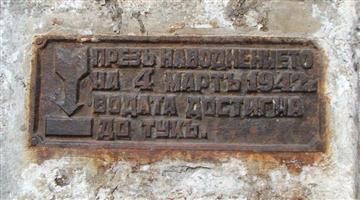 ПРЕЗЪ НАВОДНЕНИЕТО
НА 4 МАРТЪ 1942г.
ВОДАТА ДОСТИГНА
ДО ТУКЪ.